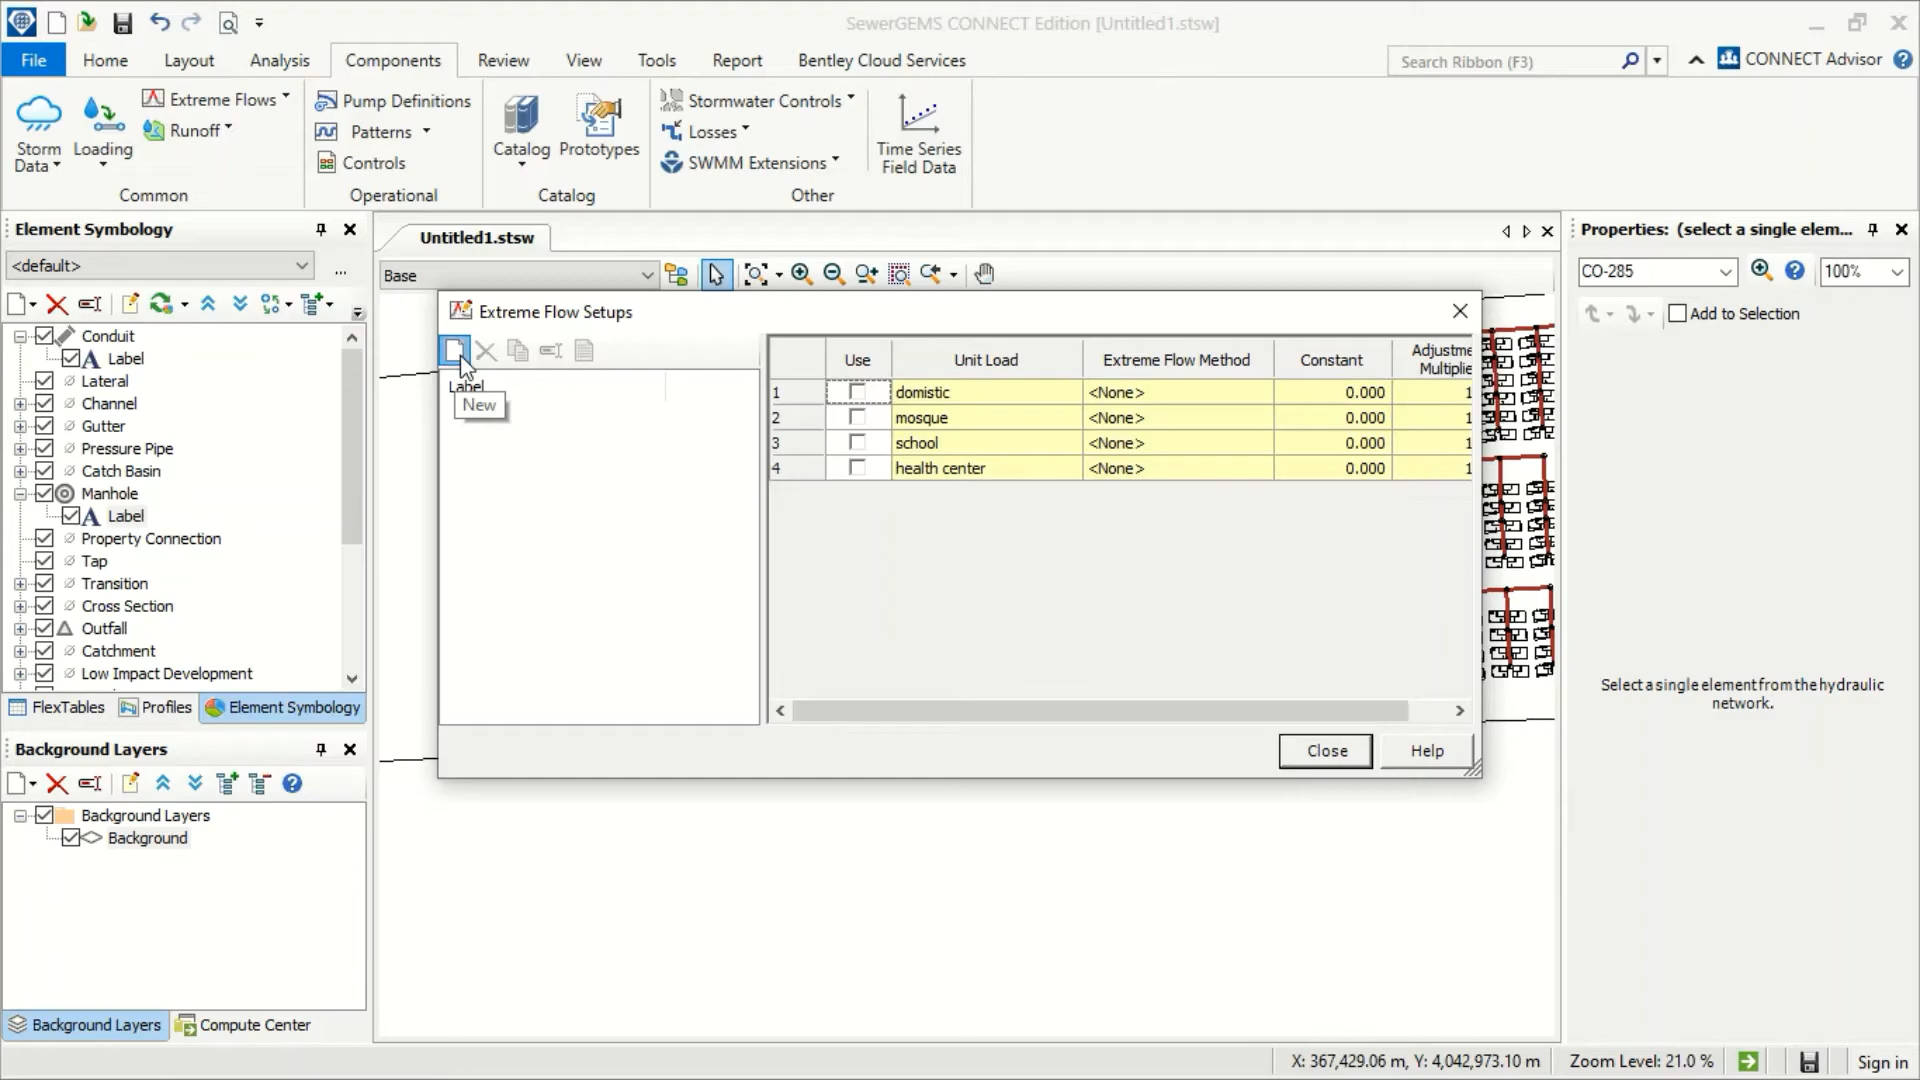 SewerGEMS CONNECT Edition [Untitled1.stsw]
File Home Layout Analysis Components Review View Tools Report Bentley Cloud Services Search Ribbon (F3) CONNECT Advisor
Storm Data
Loading
Extreme Flows
Runoff
Common
Pump Definitions
Patterns
Controls
Operational
Catalog
Prototypes
Catalog
Stormwater Controls
Losses
SWMM Extensions
Time Series Field Data
Other
Element Symbology
<default>
...
Conduit
Label
Lateral
Channel
Gutter
Pressure Pipe
Catch Basin
Manhole
Label
Property Connection
Tap
Transition
Cross Section
Outfall
Catchment
Low Impact Development
FlexTables Profiles Element Symbology
Background Layers
Background Layers
Background
Background Layers Compute Center
Untitled1.stsw
Base
Extreme Flow Setups
Label
New
Use Unit Load Extreme Flow Method Constant Adjustme Multiplie
1 domistic <None> 0.000 1
2 mosque <None> 0.000 1
3 school <None> 0.000 1
4 health center <None> 0.000 1
Close Help
Properties: (select a single elem...
CO-285 100%
Add to Selection
Select a single element from the hydraulic
network.
X: 367,429.06 m, Y: 4,042,973.10 m Zoom Level: 21.0 % Sign in